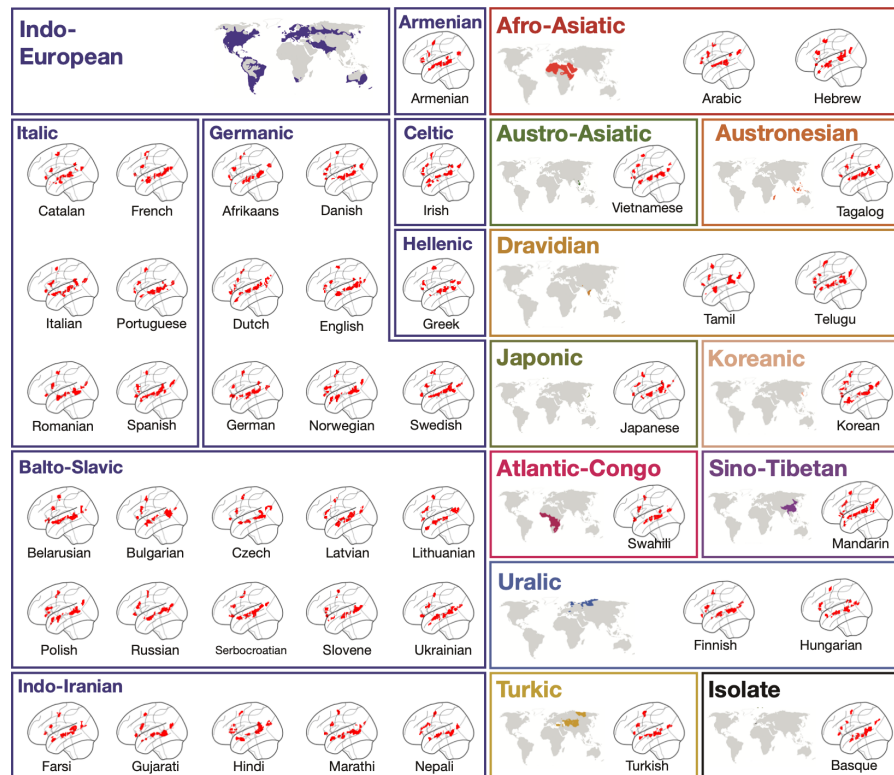 Indo-
European
Armenian
Armenian
Afro-Asiatic
Arabic
Hebrew
Italic
Catalan
French
Italian
Portuguese
Romanian
Spanish
Germanic
Afrikaans
Danish
Dutch
English
German
Norwegian
Swedish
Celtic
Irish
Hellenic
Greek
Austro-Asiatic
Vietnamese
Austronesian
Tagalog
Dravidian
Tamil
Telugu
Japonic
Japanese
Koreanic
Korean
Balto-Slavic
Belarusian
Bulgarian
Czech
Latvian
Lithuanian
Polish
Russian
Serbocroatian
Slovene
Ukrainian
Atlantic-Congo
Swahili
Sino-Tibetan
Mandarin
Uralic
Finnish
Hungarian
Indo-Iranian
Farsi
Gujarati
Hindi
Marathi
Nepali
Turkic
Turkish
Isolate
Basque